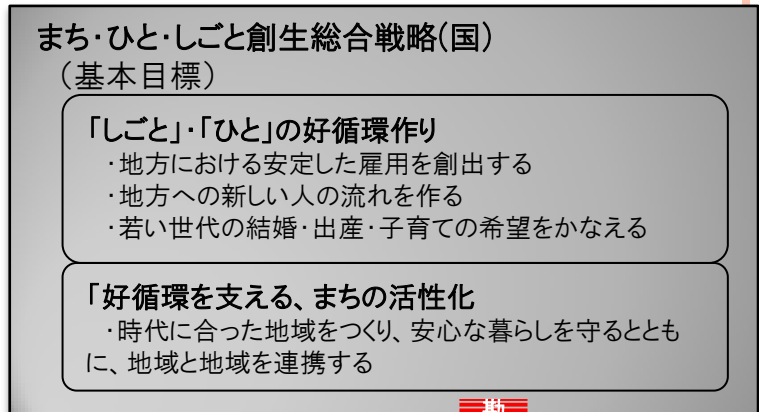 まち・ひと・しごと創生総合戦略(国)
（基本目標）
「しごと」・「ひと」の好循環作り
・地方における安定した雇用を創出する
・地方への新しい人の流れを作る
・若い世代の結婚・出産・子育ての希望をかなえる
「好循環を支える、まちの活性化
・時代に合った地域をつくり、安心な暮らしを守るととも
に、地域と地域を連携する